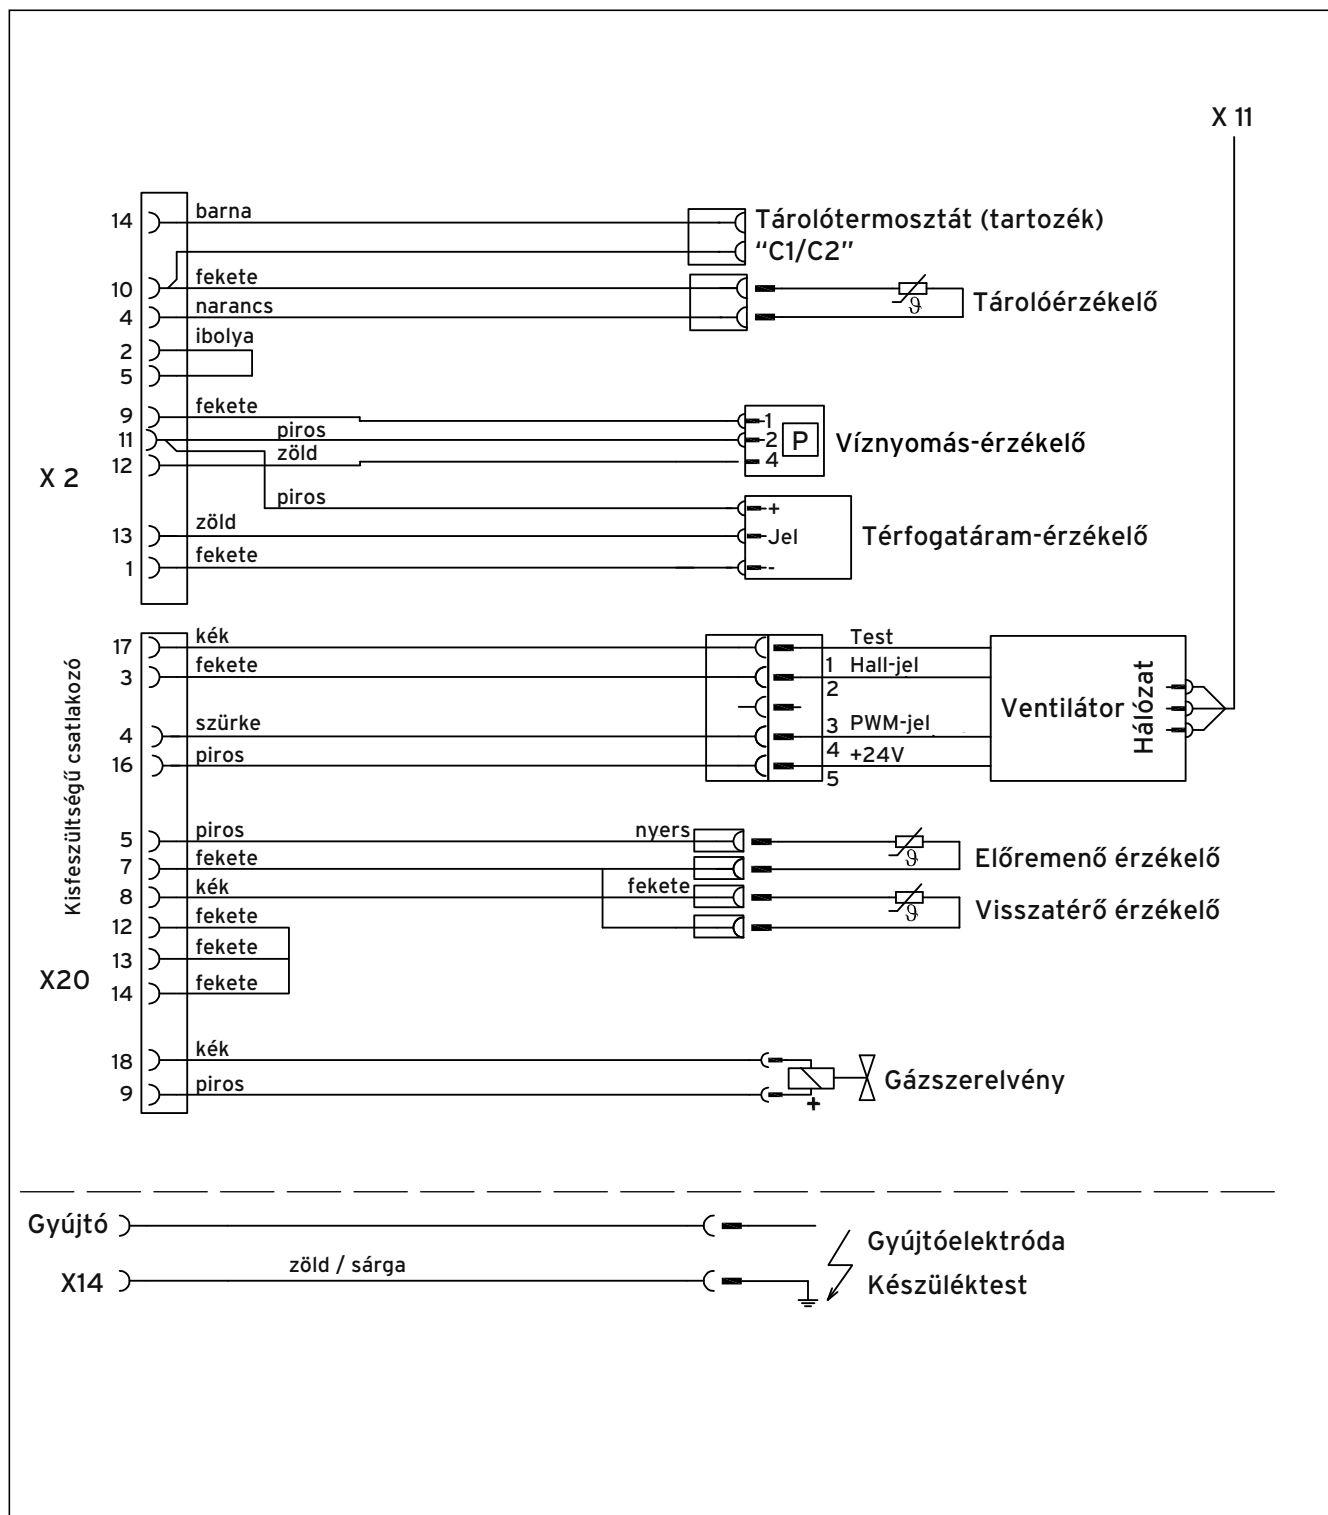 X 11
14 barna
Tárolótermosztát (tartozék)
"C1/C2"
10 fekete
4 narancs
ϑ
Tárolóérzékelő
2 ibolya
5
9 fekete
1
11 piros
2
12 zöld
4
P
Víznyomás-érzékelő
X 2
piros
+
13 zöld
Jel
Térfogatáram-érzékelő
1 fekete
-
17 kék
Test
3 fekete
1 Hall-jel
2
4 szürke
3 PWM-jel
16 piros
4 +24V
5
Ventilátor
Hálózat
Kisfeszültségű csatlakozó
5 piros
nyers
7 fekete
ϑ
Előremenő érzékelő
8 kék
fekete
ϑ
Visszatérő érzékelő
12 fekete
13 fekete
X20
14 fekete
18 kék
9 piros
+
Gázszerelvény
Gyújtó
Gyújtóelektróda
X14
zöld / sárga
Készüléktest